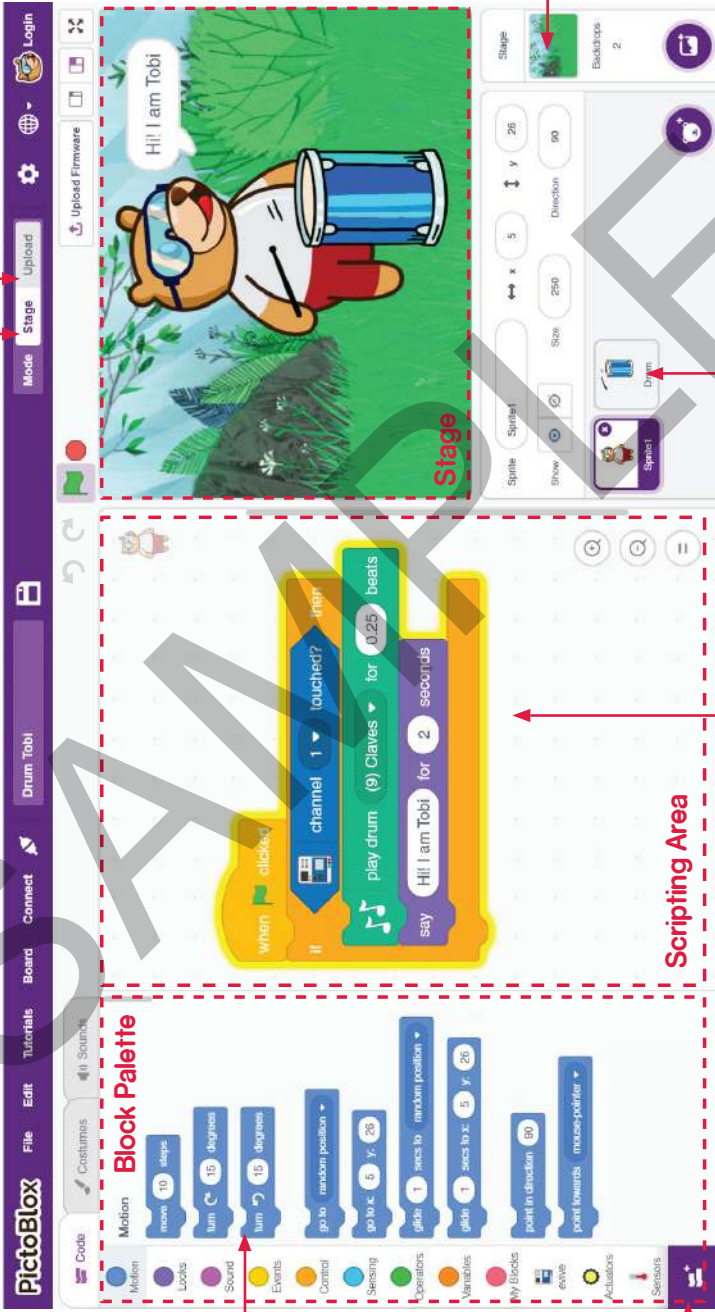 PictoBlox File Edit Tutorials Board Connect Drum Tobi Mode Stage Upload Login
Code Costumes Sounds
Upload Firmware
Motion
Looks
Sound
Events
Control
Sensing
Operators
Variables
My Blocks
evive
Actuators
Sensors
Block Palette
Motion
move 10 steps
turn 15 degrees
turn 15 degrees
go to random position
go to x: 5 y: 26
glide 1 secs to random position
glide 1 secs to x: 5 y: 26
point in direction 90
point towards mouse-pointer
when clicked
if channel 1 touched? then
play drum (9) Claves for 0.25 beats
say Hi! I am Tobi for 2 seconds
Scripting Area
Hi! I am Tobi
Stage
Sprite Sprite1 x 5 y 26
Show Size 250 Direction 90
Sprite1
Drum
Stage
Backdrops
2
SAMPLE